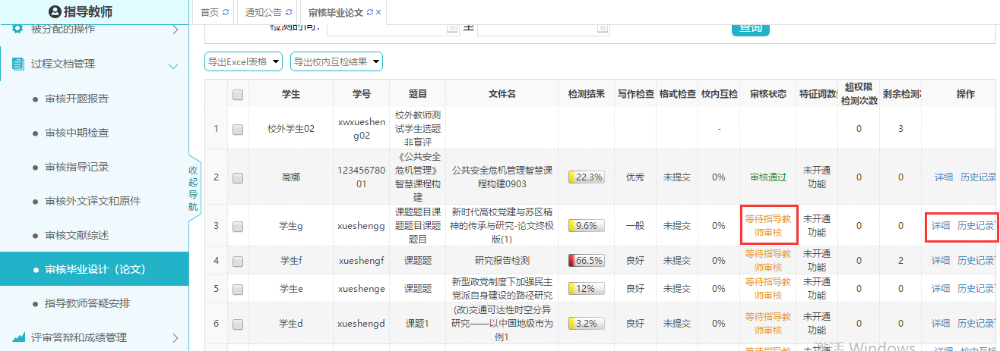 指导教师
首页
通知公告
审核毕业论文
被分配的操作
过程文档管理
审核开题报告
审核中期检查
审核指导记录
审核外文译文和原件
审核文献综述
审核毕业设计（论文）
指导教师答疑安排
评审答辩和成绩管理
收起导航
检测时间:
至
查询
导出Excel表格
导出校内互检结果
学生 学号 题目 文件名 检测结果 写作检查 格式检查 校内互检 审核状态 特征词数 超权限 剩余检测 操作
检测次数
1 校外学生02 xwxueshen 校外教师测 - 0 3
ng02 试学生选题
非盲评
2 高娜 12345678 《公共安全 公共安全危机管理智慧课 22.3% 优秀 未提交 0% 审核通过 未开通 0 0 详细 历史记录
01 危机管理》 程构建0903 功能
智慧课程构
建
3 学生g xueshengg 课题题目课 新时代高校党建与苏区精 9.6% 一般 未提交 0% 等待指导教 未开通 0 0 详细 历史记录
题题目课题 神的传承与研究-论文终极 师审核 功能
题目 版(1)
4 学生f xueshengf 课题题 研究报告检测 66.5% 良好 未提交 0% 等待指导教 未开通 0 2 详细 历史记录
师审核 功能
5 学生e xueshenge 课题题 新型政党制度下加强民主 12% 良好 未提交 0% 等待指导教 未开通 0 0 详细 历史记录
党派自身建设的路径研究 师审核 功能
6 学生d xueshengd 课题1 (改)交通可达性时空分异 3.2% 良好 未提交 0% 等待指导教 未开通 0 0 详细 历史记录
研究——以中国地级市为 师审核 功能
例1
等待指导教 未开通 详细 校内互检
激活 Windows